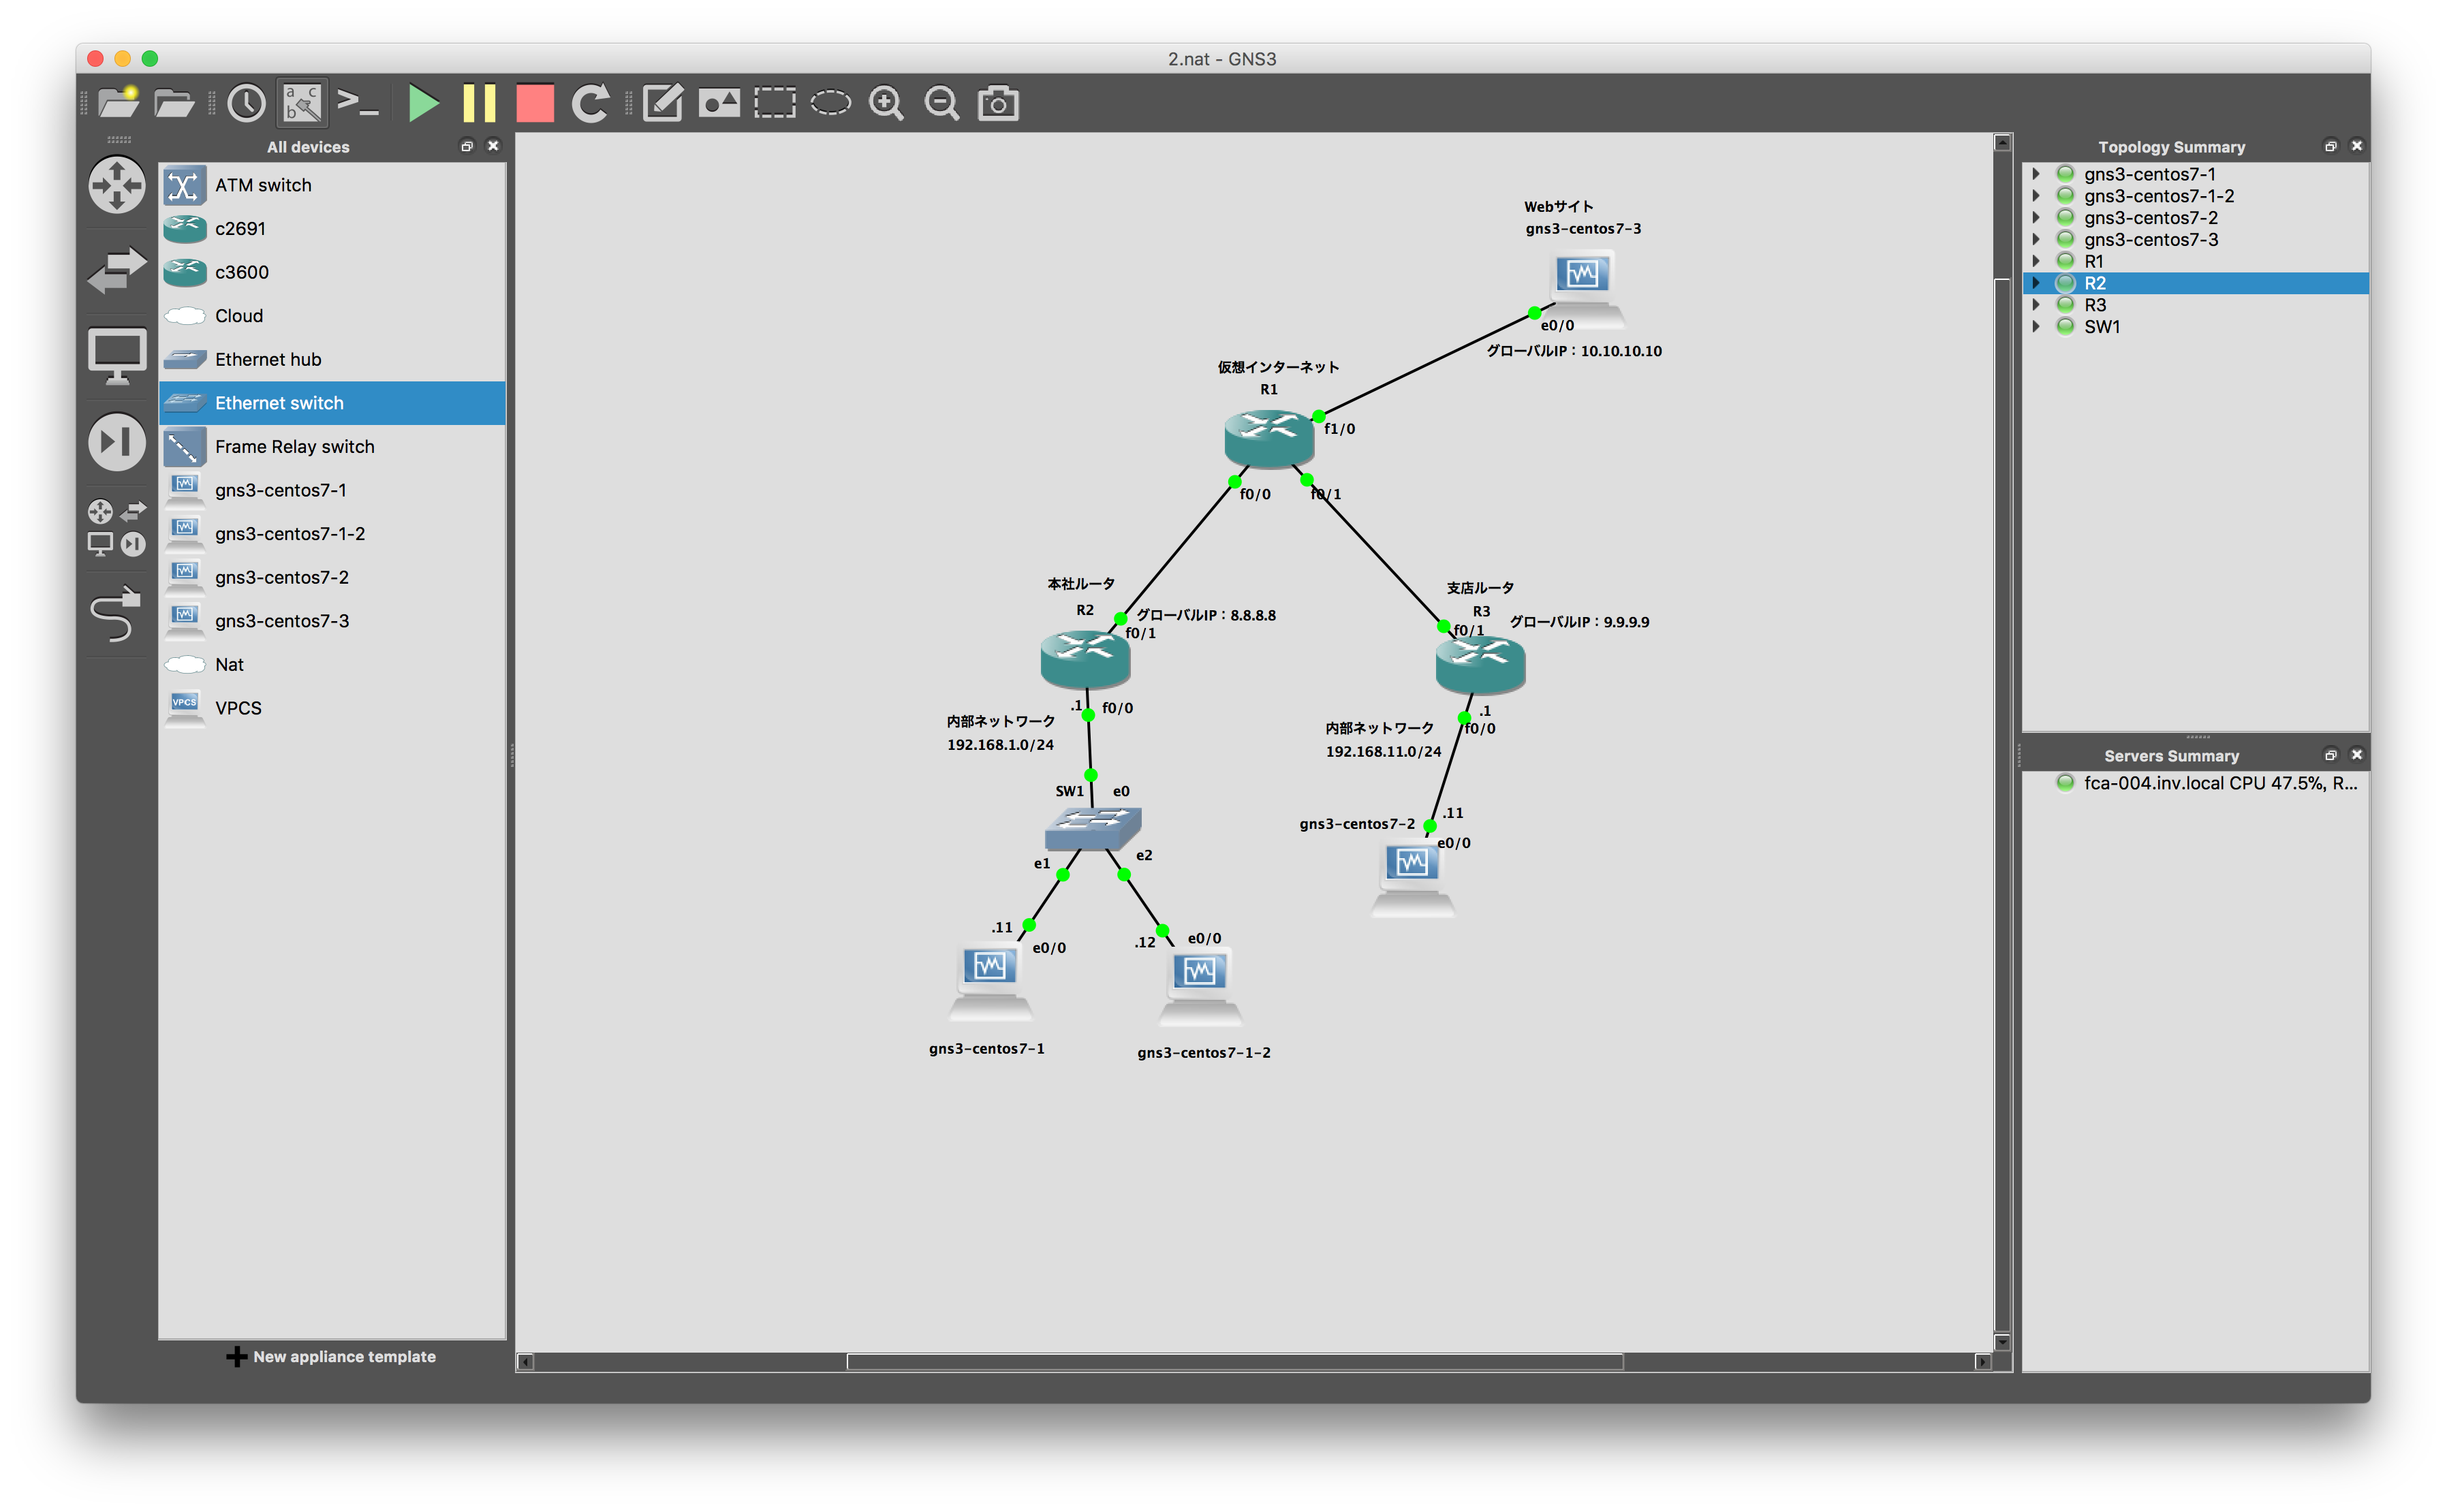 2.nat - GNS3
All devices
ATM switch
c2691
c3600
Cloud
Ethernet hub
Ethernet switch
Frame Relay switch
gns3-centos7-1
gns3-centos7-1-2
gns3-centos7-2
gns3-centos7-3
Nat
VPCS
VPCS
New appliance template
Webサイト
gns3-centos7-3
e0/0
グローバルIP：10.10.10.10
仮想インターネット
R1
f1/0
f0/0
f0/1
本社ルータ
R2
グローバルIP：8.8.8.8
f0/1
支店ルータ
R3
グローバルIP：9.9.9.9
f0/1
.1
f0/0
内部ネットワーク
192.168.1.0/24
.1
f0/0
内部ネットワーク
192.168.11.0/24
SW1
e0
e1
e2
gns3-centos7-2
.11
e0/0
.11
e0/0
.12
e0/0
gns3-centos7-1
gns3-centos7-1-2
Topology Summary
gns3-centos7-1
gns3-centos7-1-2
gns3-centos7-2
gns3-centos7-3
R1
R2
R3
SW1
Servers Summary
fca-004.inv.local CPU 47.5%, R...